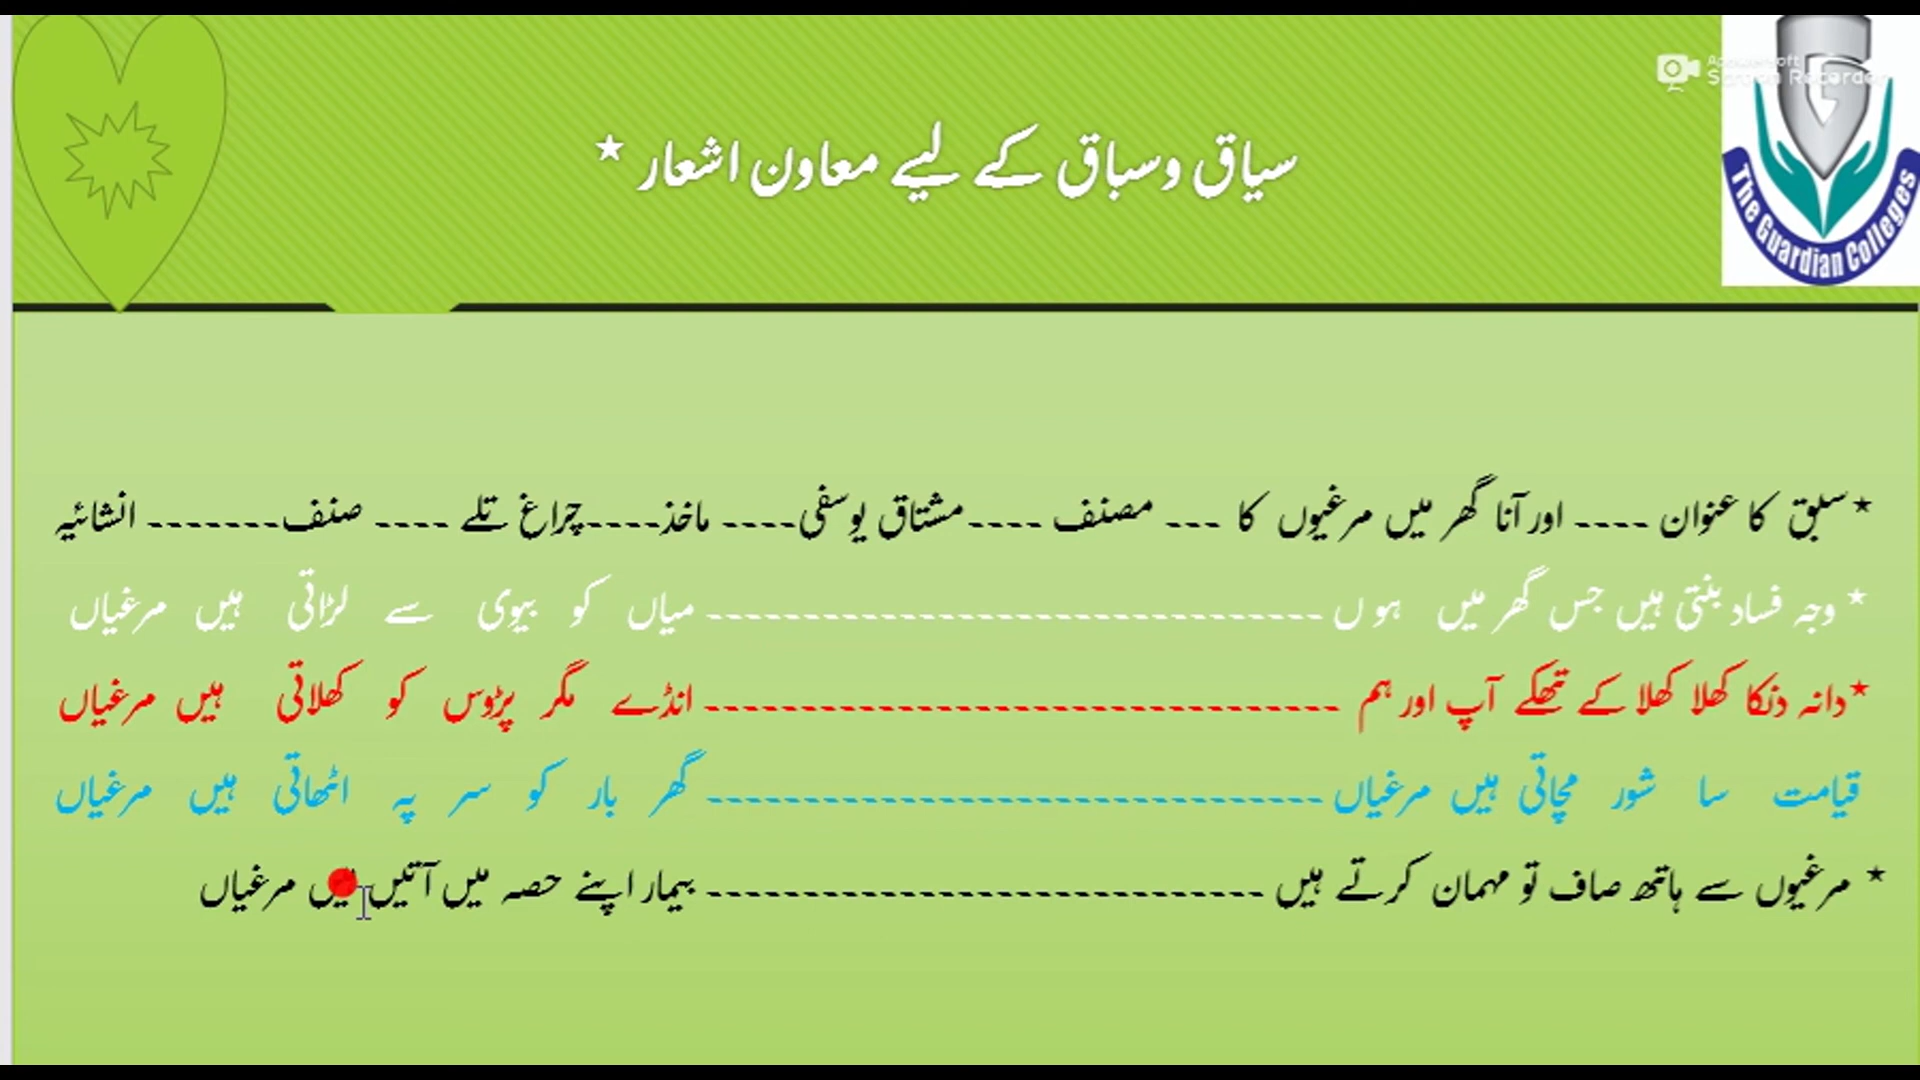 Apowersoft
Screen Recorder
The Guardian Colleges
سیاق وسباق کے لیے معاون اشعار *
* سبق کا عنوان ---- اور آنا گھر میں مرغیوں کا --- مصنف ----مشتاق یوسفی---- ماخذ----چراغ تلے ---- صنف------- انشائیہ
* وجہ فساد بنتی ہیں جس گھر میں ہو ں -------------------------------- میاں کو بیوی سے لڑاتی ہیں مرغیاں
*دانہ دنکا کھلا کھلا کے تھکے آپ اور ہم --------------------------------- انڈے مگر پڑوس کو کھلاتی ہیں مرغیاں
قیامت سا شور مچاتی ہیں مرغیاں -------------------------------- گھر بار کو سر پہ اٹھاتی ہیں مرغیاں
* مرغیوں سے ہاتھ صاف تو مہمان کرتے ہیں ----------------------------- بیمار اپنے حصہ میں آتیں ہیں مرغیاں